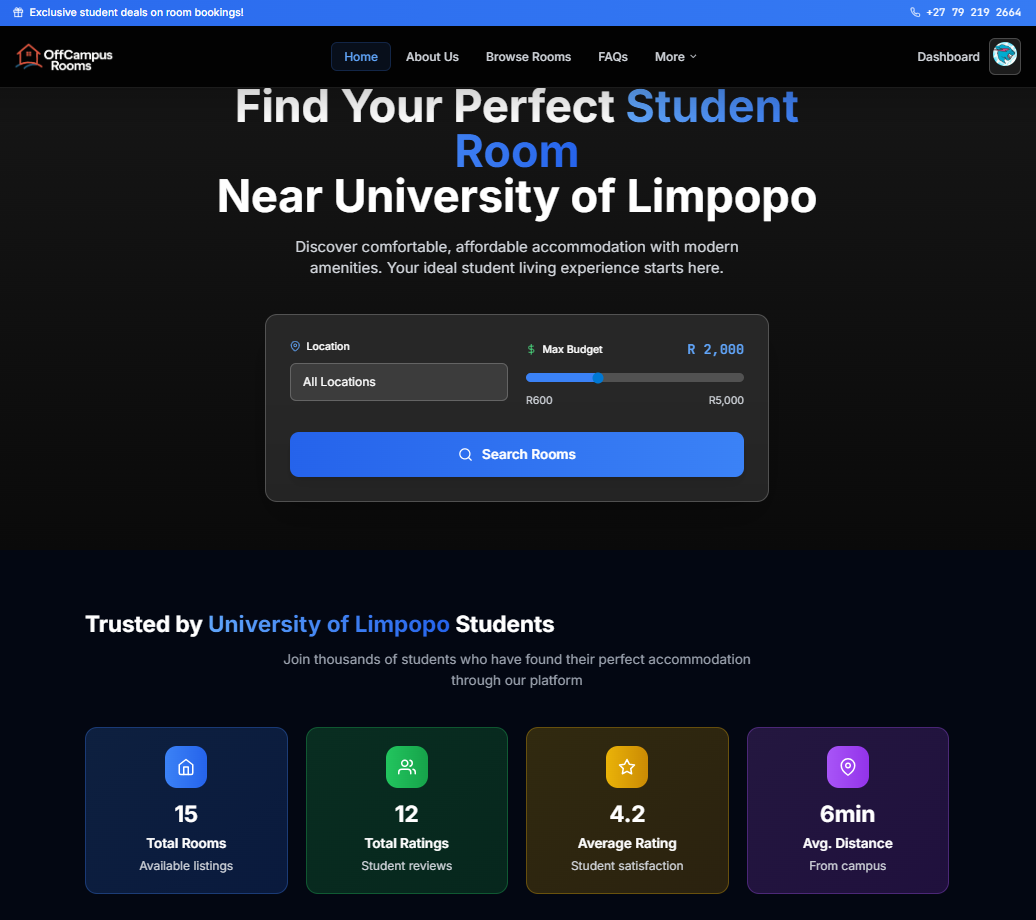 Exclusive student deals on room bookings!
+27 79 219 2664
OffCampus
Rooms
Home
About Us
Browse Rooms
FAQs
More
Dashboard
Find Your Perfect Student
Room
Near University of Limpopo
Discover comfortable, affordable accommodation with modern
amenities. Your ideal student living experience starts here.
Location
All Locations
$ Max Budget
R 2,000
R600
R5,000
Search Rooms
Trusted by University of Limpopo Students
Join thousands of students who have found their perfect accommodation
through our platform
15
Total Rooms
Available listings
12
Total Ratings
Student reviews
4.2
Average Rating
Student satisfaction
6min
Avg. Distance
From campus